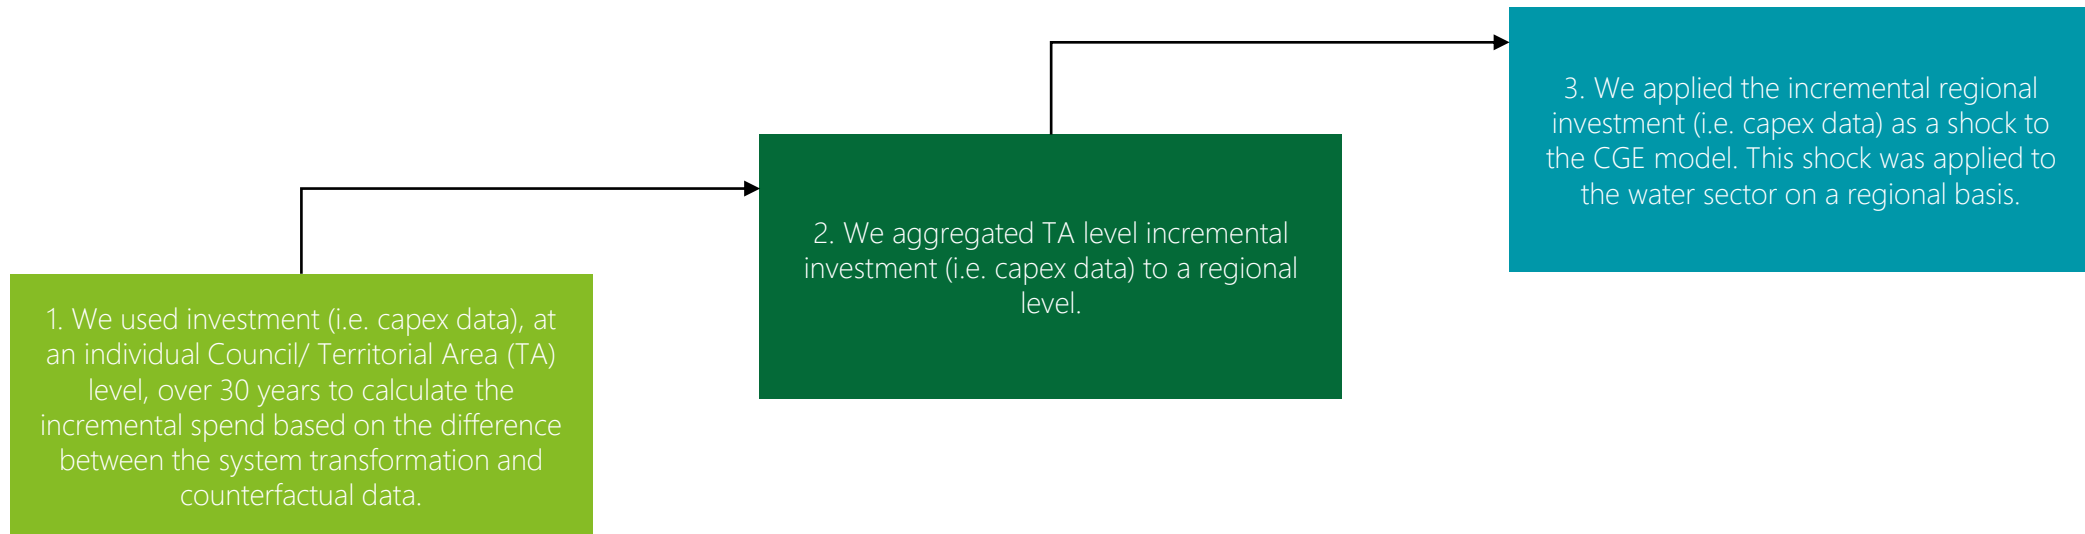 1. We used investment (i.e. capex data), at
an individual Council/ Territorial Area (TA)
level, over 30 years to calculate the
incremental spend based on the difference
between the system transformation and
counterfactual data.
2. We aggregated TA level incremental
investment (i.e. capex data) to a regional
level.
3. We applied the incremental regional
investment (i.e. capex data) as a shock to
the CGE model. This shock was applied to
the water sector on a regional basis.